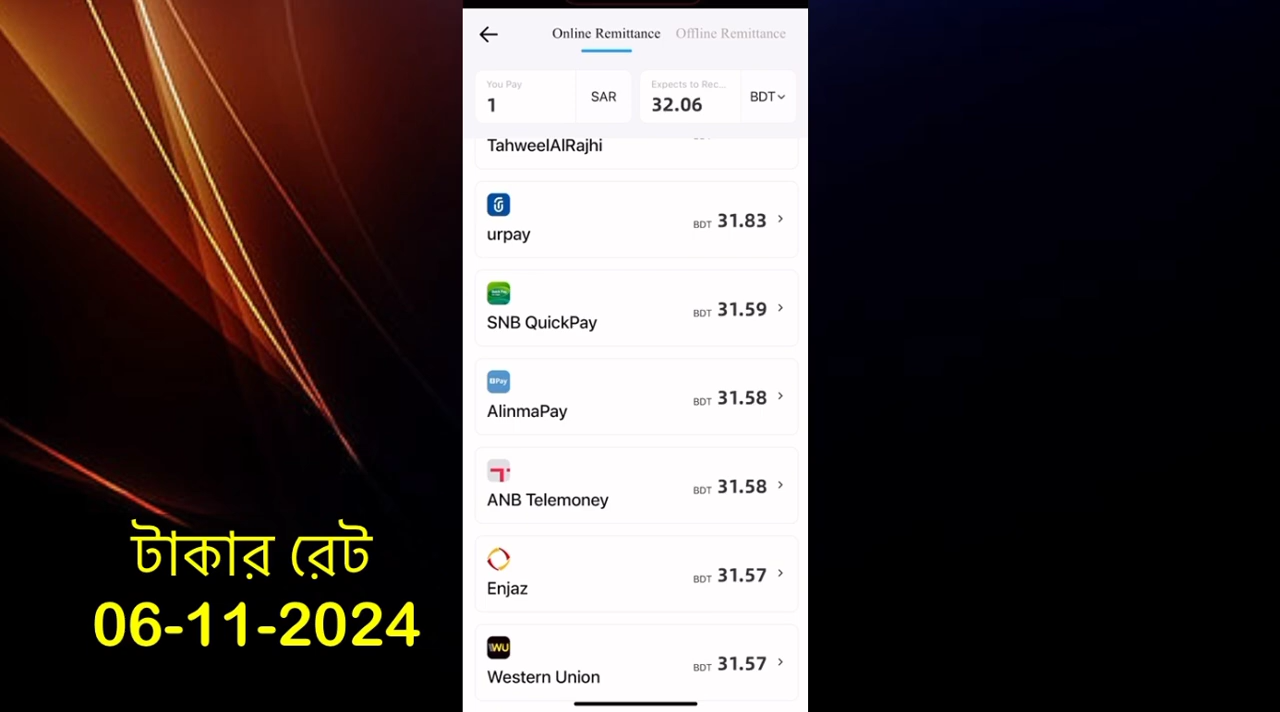 Online Remittance Offline Remittance
You Pay
1
SAR
Expects to Rec...
32.06
BDT
TahweelAlRajhi
urpay
BDT 31.83
SNB QuickPay
BDT 31.59
Pay
AlinmaPay
BDT 31.58
ANB Telemoney
BDT 31.58
Enjaz
BDT 31.57
WU
Western Union
BDT 31.57
টাকার রেট
06-11-2024